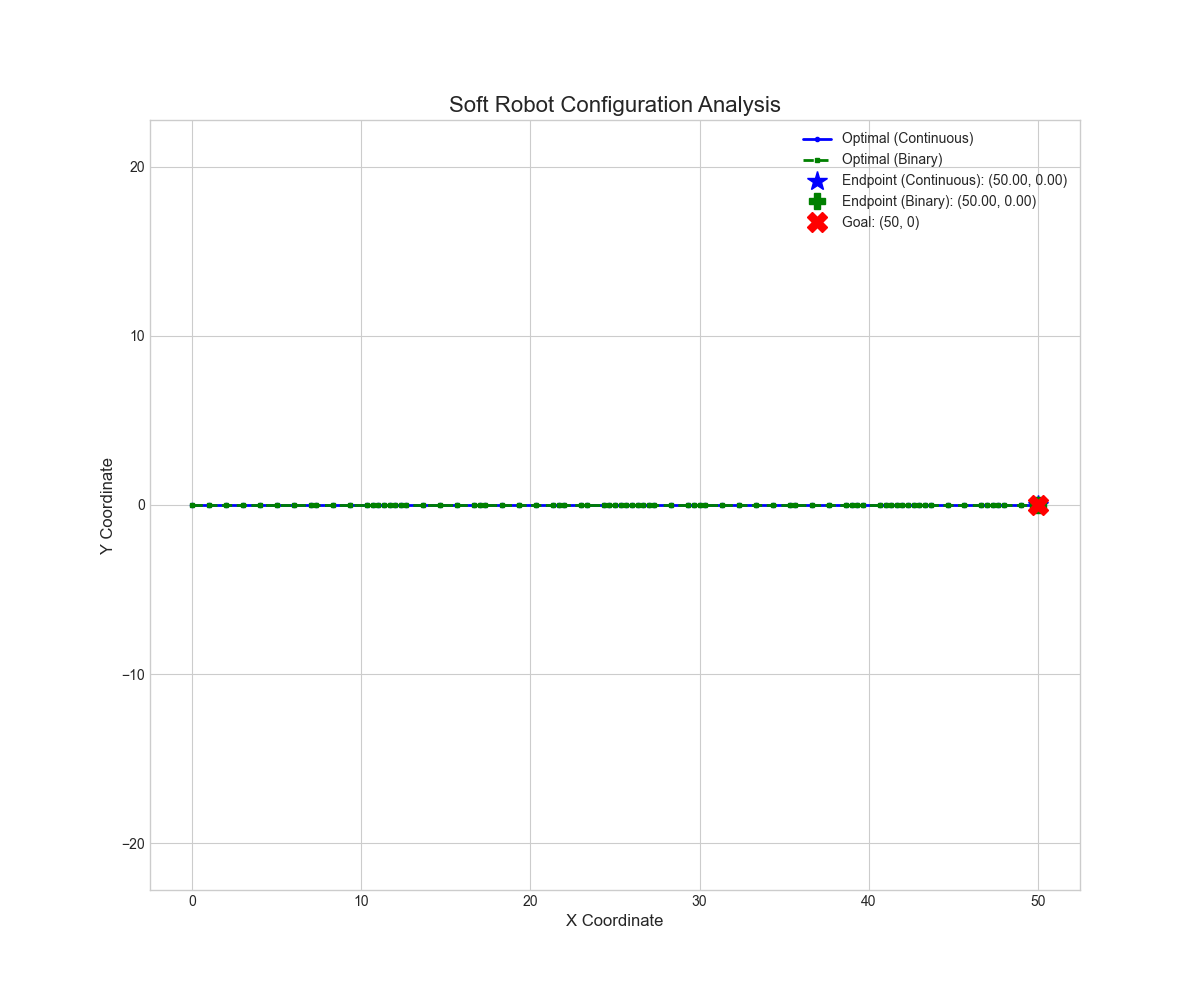 Soft Robot Configuration Analysis
Optimal (Continuous)
Optimal (Binary)
Endpoint (Continuous): (50.00, 0.00)
Endpoint (Binary): (50.00, 0.00)
Goal: (50, 0)
20
10
0
−10
−20
Y Coordinate
0 10 20 30 40 50
X Coordinate